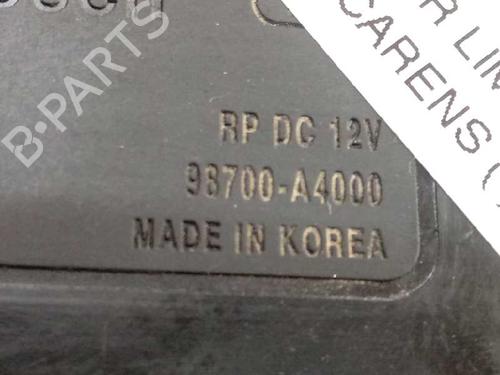 RP DC 12V
98700-A4000
MADE IN KOREA
CARENS (
B-PARTS